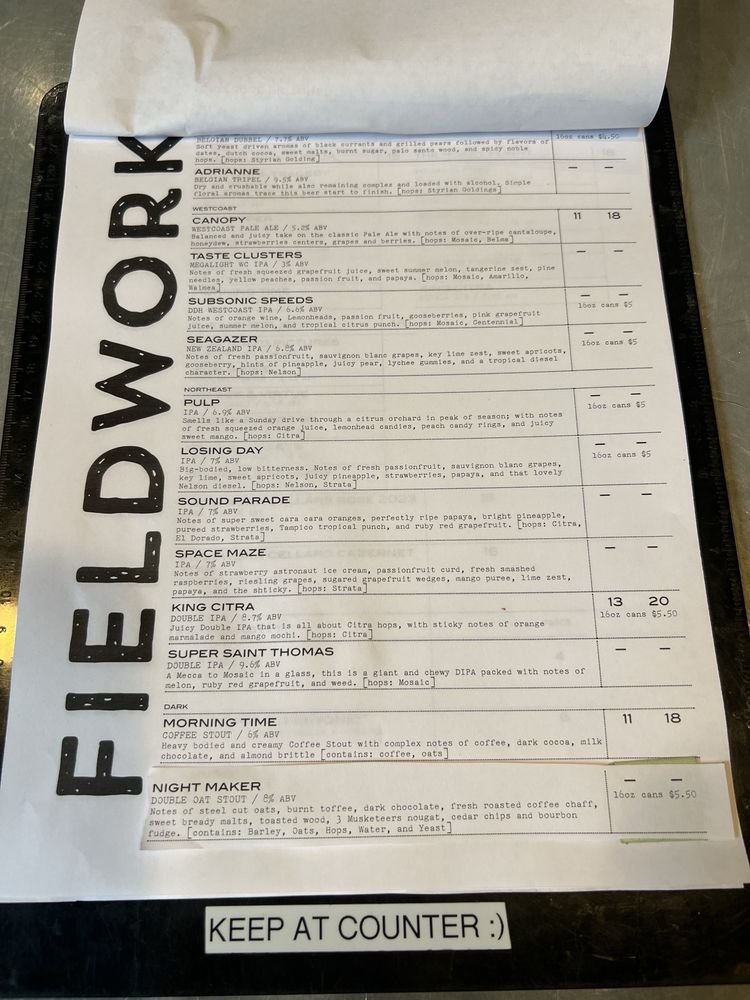 FIELDWORK
BELGIAN DUBBEL / 7.7% ABV
16oz cans $4.50
Soft yeast driven aromas of black currants and grilled pears followed by flavors of
dates, dutch cocoa, sweet malts, burnt sugar, palo santo wood, and spicy noble
hops. [hops: Styrian Golding]
ADRIANNE
— —
BELGIAN TRIPEL / 9.5% ABV
Dry and crushable while also remaining complex and loaded with alcohol. Simple
floral aromas trace this beer start to finish. [hops: Styrian Goldings]
WESTCOAST
CANOPY
11 18
WESTCOAST PALE ALE / 5.2% ABV
Balanced and juicy take on the classic Pale Ale with notes of over-ripe cantaloupe,
honeydew, strawberries centers, grapes and berries. [hops: Mosaic, Belma]
TASTE CLUSTERS
— —
MEGALIGHT WC IPA / 3% ABV
Notes of fresh squeezed grapefruit juice, sweet summer melon, tangerine zest, pine
needles, yellow peaches, passion fruit, and papaya. [hops: Mosaic, Amarillo,
Waimea]
SUBSONIC SPEEDS
— —
DDH WESTCOAST IPA / 6.6% ABV
16oz cans $5
Notes of orange wine, Lemonheads, passion fruit, gooseberries, pink grapefruit
juice, summer melon, and tropical citrus punch. [hops: Mosaic, Centennial]
SEAGAZER
— —
NEW ZEALAND IPA / 6.8% ABV
16oz cans $5
Notes of fresh passionfruit, sauvignon blanc grapes, key lime zest, sweet apricots,
gooseberry, hints of pineapple, juicy pear, lychee gummies, and a tropical diesel
character. [hops: Nelson]
NORTHEAST
PULP
— —
IPA / 6.9% ABV
16oz cans $5
Smells like a Sunday drive through a citrus orchard in peak of season; with notes
of fresh squeezed orange juice, lemonhead candies, peach candy rings, and juicy
sweet mango. [hops: Citra]
LOSING DAY
— —
IPA / 7% ABV
16oz cans $5
Big-bodied, low bitterness. Notes of fresh passionfruit, sauvignon blanc grapes,
key lime, sweet apricots, juicy pineapple, strawberries, papaya, and that lovely
Nelson diesel. [hops: Nelson, Strata]
SOUND PARADE
— —
IPA / 7% ABV
Notes of super sweet cara cara oranges, perfectly ripe papaya, bright pineapple,
pureed strawberries, Tampico tropical punch, and ruby red grapefruit. [hops: Citra,
El Dorado, Strata]
SPACE MAZE
— —
IPA / 7% ABV
Notes of strawberry astronaut ice cream, passionfruit curd, fresh smashed
raspberries, riesling grapes, sugared grapefruit wedges, mango puree, lime zest,
papaya, and the shticky. [hops: Strata]
KING CITRA
13 20
DOUBLE IPA / 8.7% ABV
16oz cans $5.50
Juicy Double IPA that is all about Citra hops, with sticky notes of orange
marmalade and mango mochi. [hops: Citra]
SUPER SAINT THOMAS
— —
DOUBLE IPA / 9.6% ABV
A Mecca to Mosaic in a glass, this is a giant and chewy DIPA packed with notes of
melon, ruby red grapefruit, and weed. [hops: Mosaic]
DARK
MORNING TIME
11 18
COFFEE STOUT / 6% ABV
Heavy bodied and creamy Coffee Stout with complex notes of coffee, dark cocoa, milk
chocolate, and almond brittle [contains: coffee, oats]
NIGHT MAKER
— —
DOUBLE OAT STOUT / 8% ABV
16oz cans $5.50
Notes of steel cut oats, burnt toffee, dark chocolate, fresh roasted coffee chaff,
sweet bready malts, toasted wood, 3 Musketeers nougat, cedar chips and bourbon
fudge. [contains: Barley, Oats, Hops, Water, and Yeast]
KEEP AT COUNTER :)